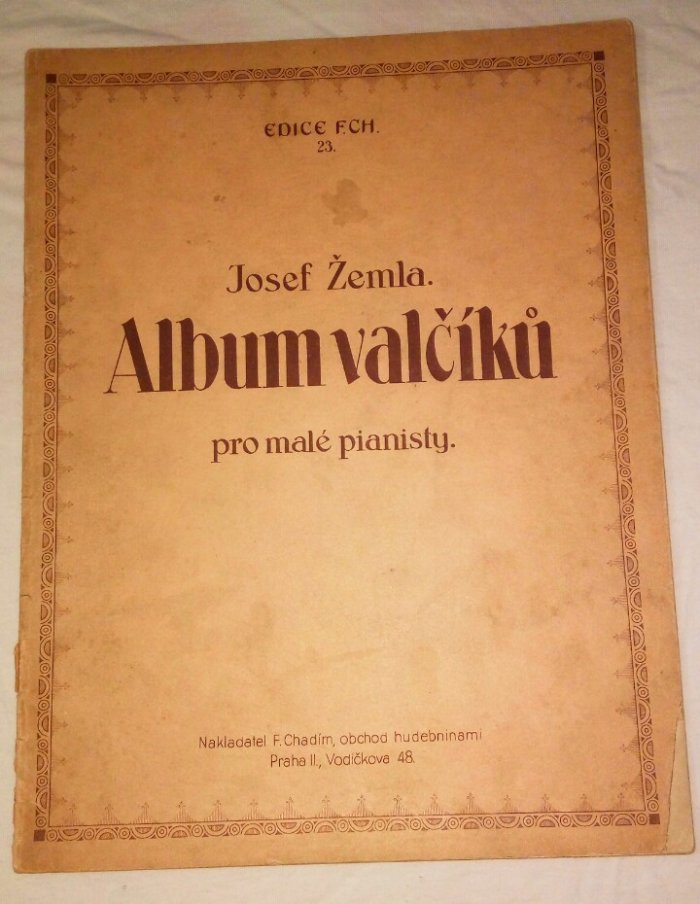 EDICE F.CH.
23.
Josef Žemla.
Album valčíků
pro malé pianisty.
Nakladatel F. Chadím, obchod hudebninami
Praha II., Vodičkova 48.